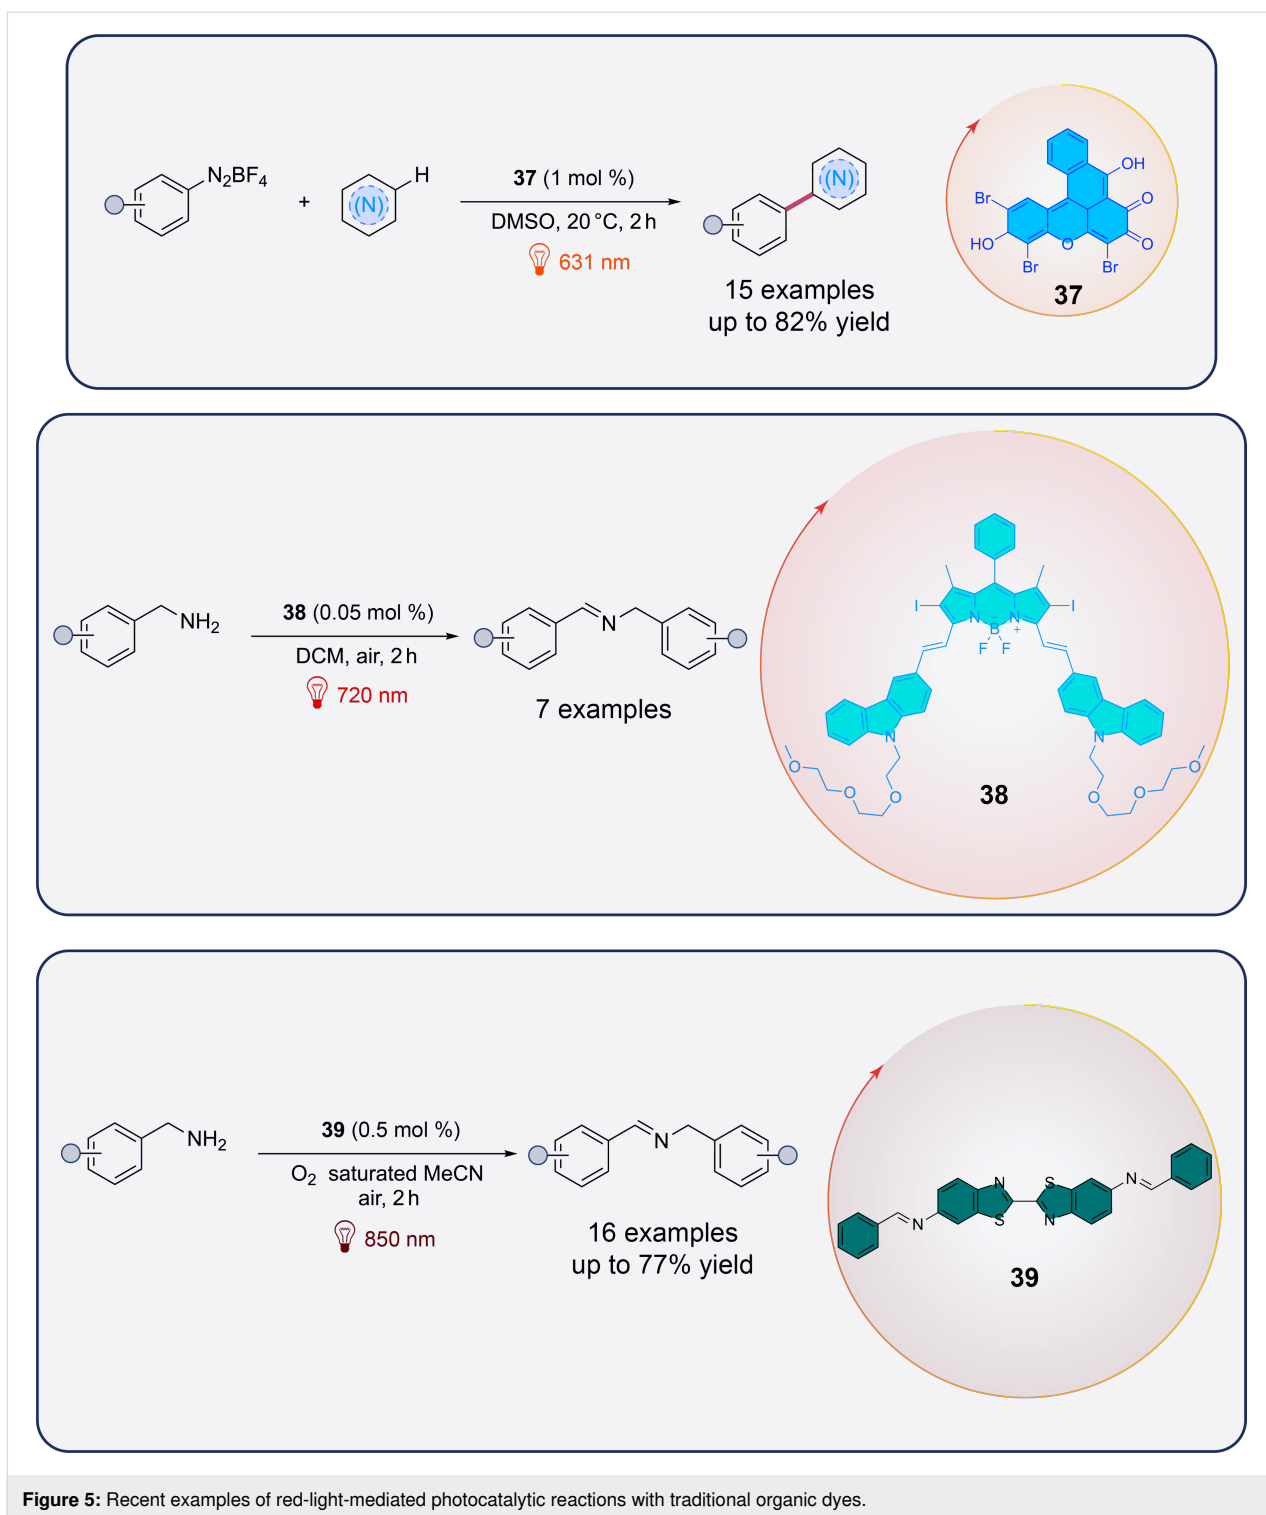 N₂BF₄
+
(N)
H
37 (1 mol %)
DMSO, 20 °C, 2 h
631 nm
(N)
15 examples
up to 82% yield
OH
Br
O
HO
O
O
Br
Br
37
NH₂
38 (0.05 mol %)
DCM, air, 2 h
720 nm
N
7 examples
I
I
N
N
+
B
−
F
F
N
N
O
O
O
O
O
O
38
NH₂
39 (0.5 mol %)
O₂ saturated MeCN
air, 2 h
850 nm
N
16 examples
up to 77% yield
N
S
N
N
S
N
39
Figure 5: Recent examples of red-light-mediated photocatalytic reactions with traditional organic dyes.